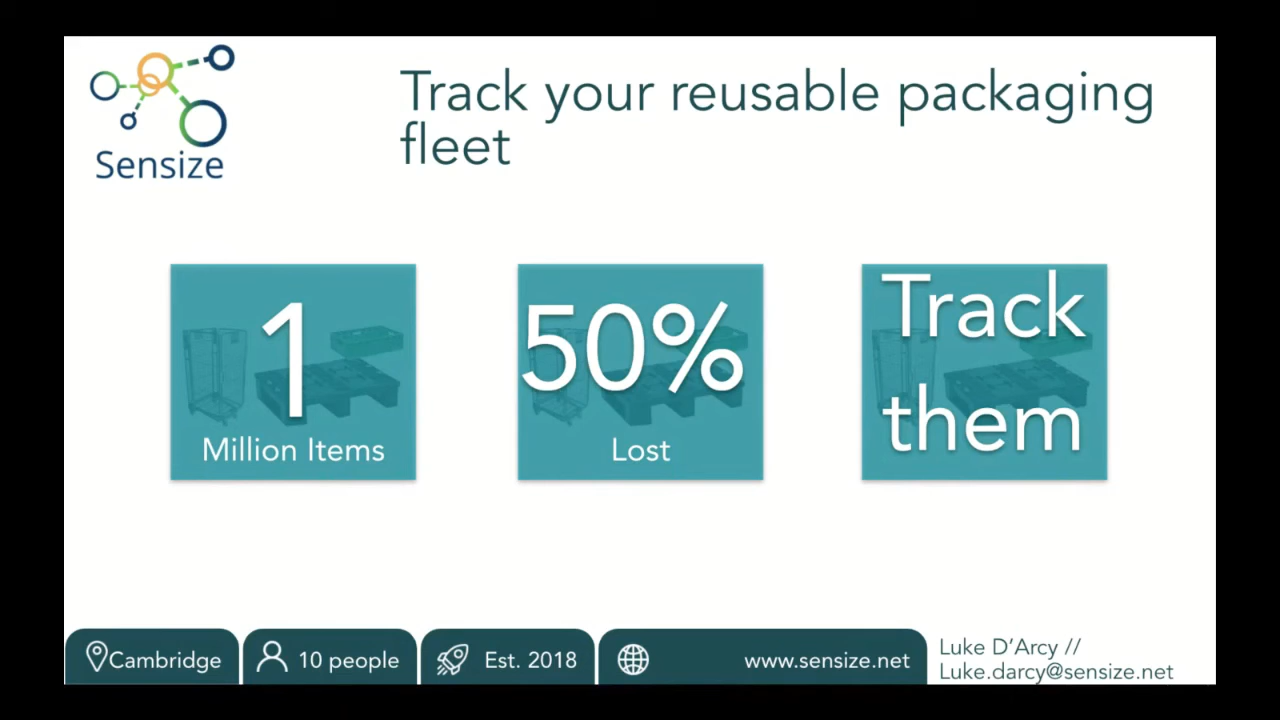 Sensize
Track your reusable packaging
fleet
1
Million Items
50%
Lost
Track
them
Cambridge
10 people
Est. 2018
www.sensize.net
Luke D'Arcy //
Luke.darcy@sensize.net